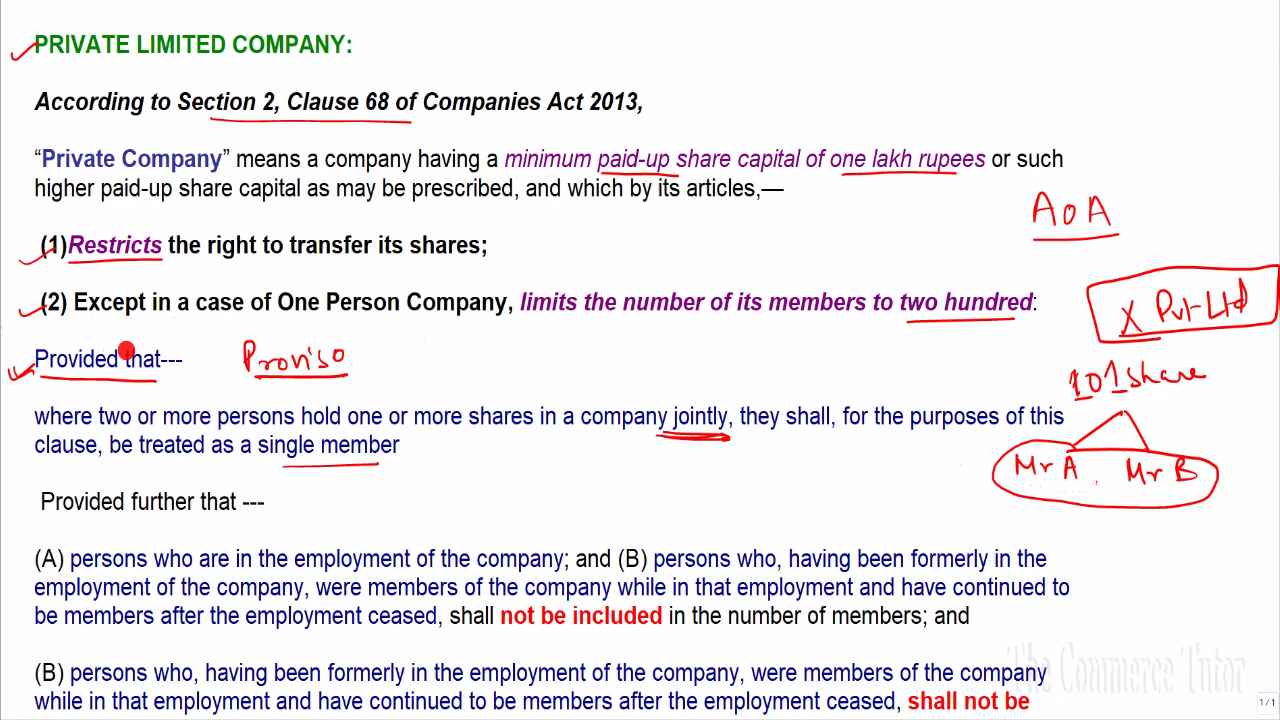 PRIVATE LIMITED COMPANY:
According to Section 2, Clause 68 of Companies Act 2013,
“Private Company” means a company having a minimum paid-up share capital of one lakh rupees or such
higher paid-up share capital as may be prescribed, and which by its articles,—
AOA
(1)Restricts the right to transfer its shares;
(2) Except in a case of One Person Company, limits the number of its members to two hundred:
X Pvt Ltd
Provided that---
Proviso
101 share
where two or more persons hold one or more shares in a company jointly, they shall, for the purposes of this
clause, be treated as a single member
Mr A Mr B
Provided further that ---
(A) persons who are in the employment of the company; and (B) persons who, having been formerly in the
employment of the company, were members of the company while in that employment and have continued to
be members after the employment ceased, shall not be included in the number of members; and
(B) persons who, having been formerly in the employment of the company, were members of the company
while in that employment and have continued to be members after the employment ceased, shall not be
The Commerce Tutor
1/1